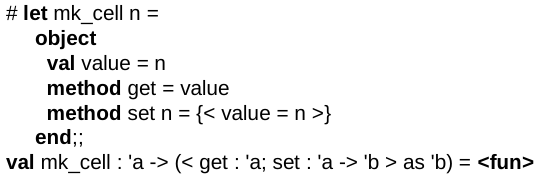 # let mk_cell n =
object
val value = n
method get = value
method set n = {< value = n >}
end;;
val mk_cell : 'a -> (< get : 'a; set : 'a -> 'b > as 'b) = <fun>